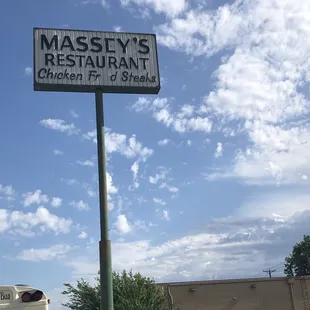 MASSEY'S
RESTAURANT
Chicken Fr d Steaks